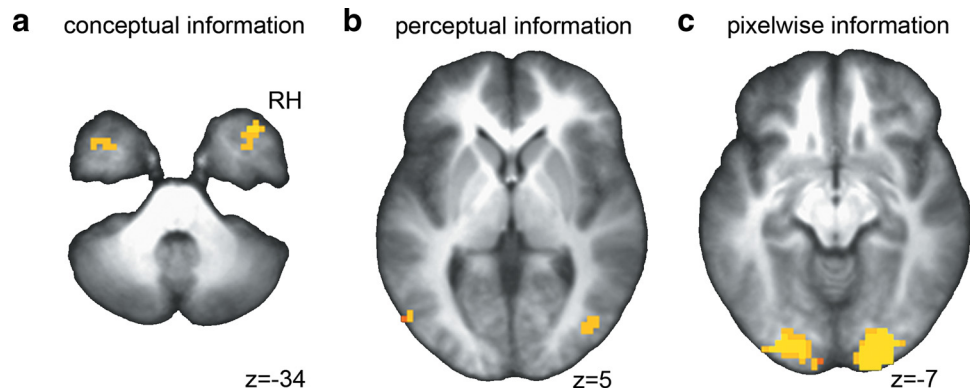 a conceptual information
RH
z=-34
b perceptual information
z=5
c pixelwise information
z=-7